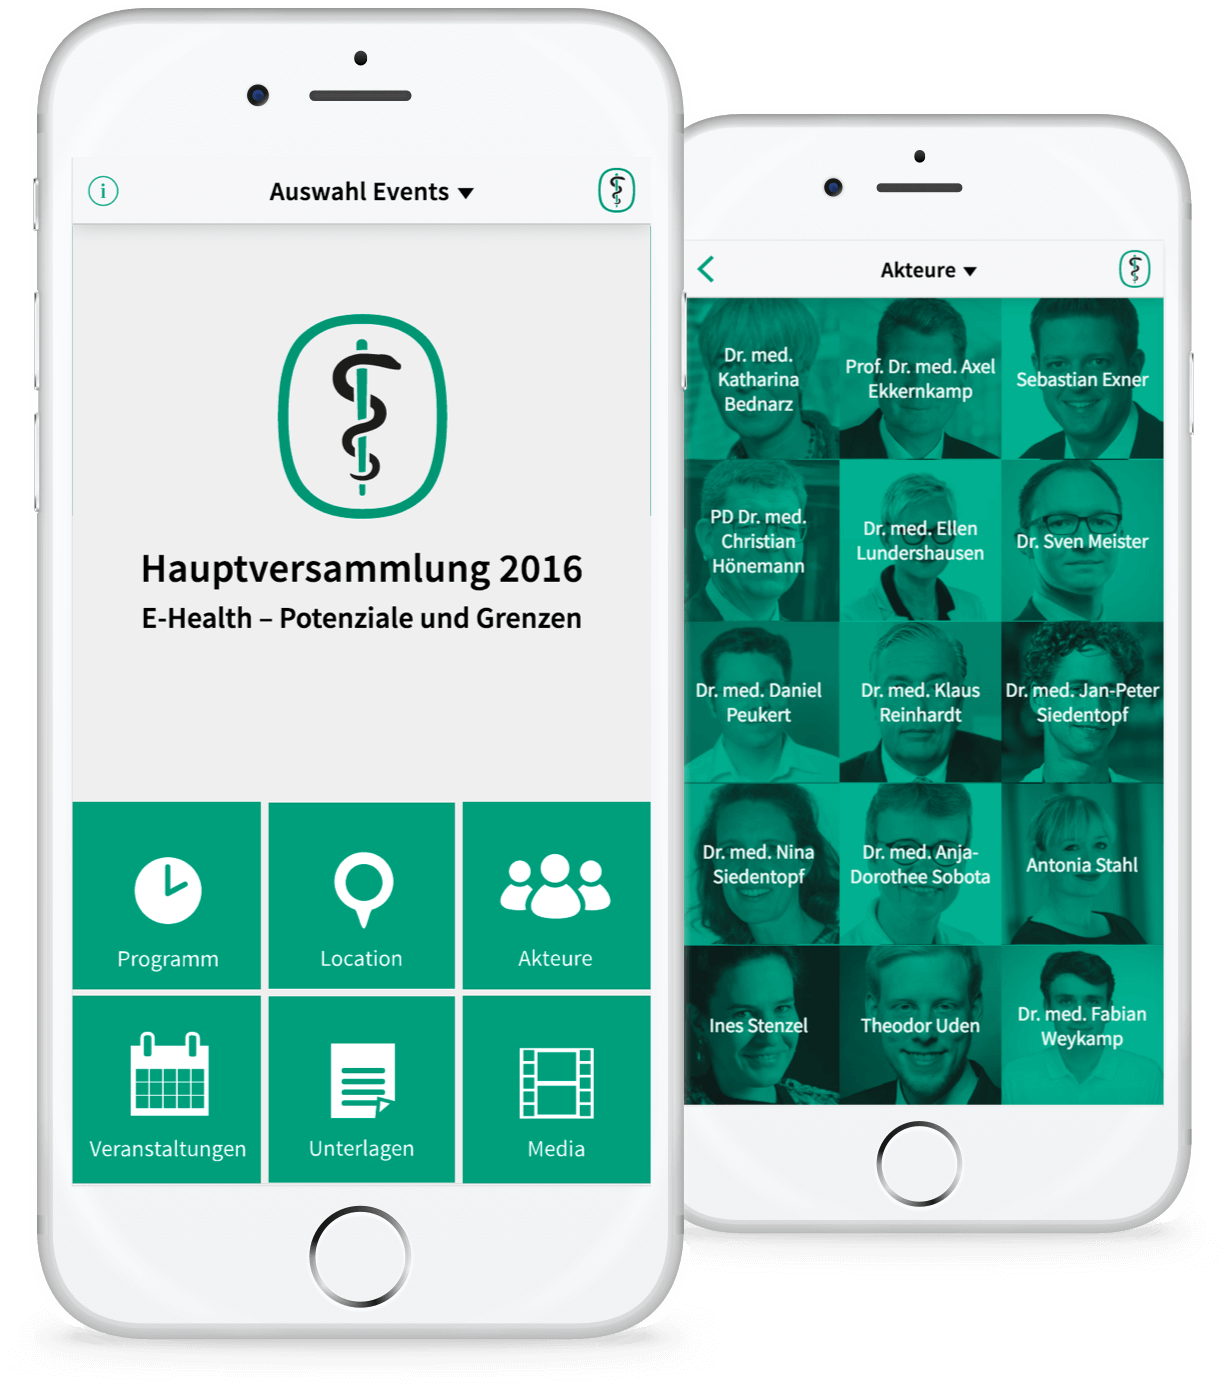 i
Auswahl Events
Hauptversammlung 2016
E-Health – Potenziale und Grenzen
Programm
Location
Akteure
Veranstaltungen
Unterlagen
Media
Akteure
Dr. med.
Katharina
Bednarz
Prof. Dr. med. Axel
Ekkernkamp
Sebastian Exner
PD Dr. med.
Christian
Hönemann
Dr. med. Ellen
Lundershausen
Dr. Sven Meister
Dr. med. Daniel
Peukert
Dr. med. Klaus
Reinhardt
Dr. med. Jan-Peter
Siedentopf
Dr. med. Nina
Siedentopf
Dr. med. Anja-
Dorothee Sobota
Antonia Stahl
Ines Stenzel
Theodor Uden
Dr. med. Fabian
Weykamp